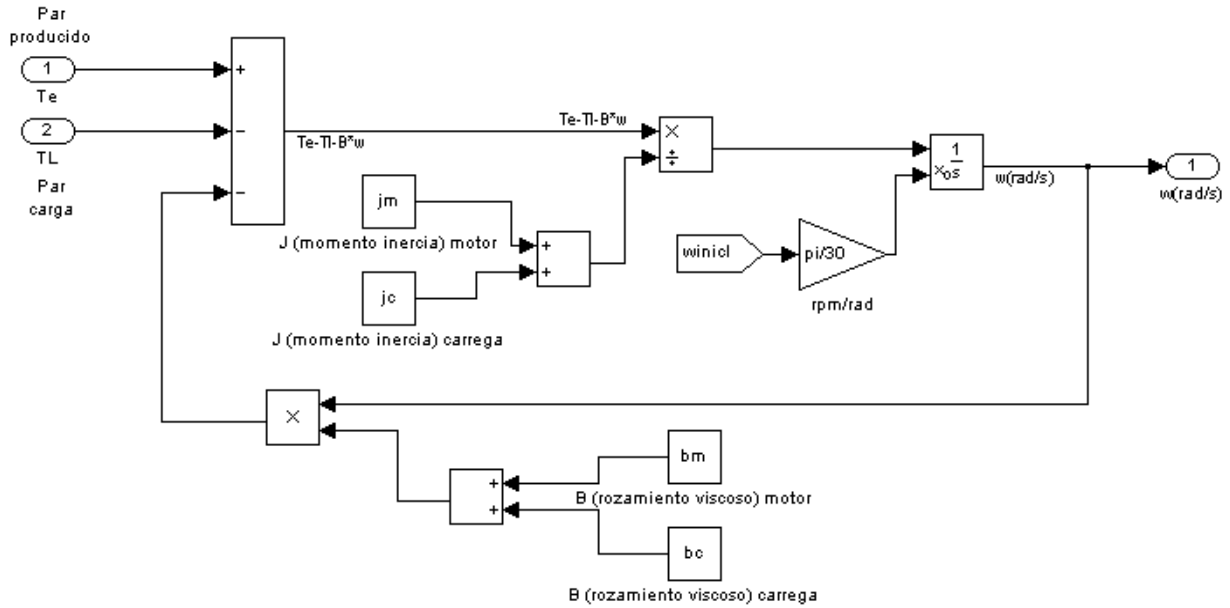 Par
producido
1
Te
2
TL
Par
carga
+
−
−
Te-Tl-B*w
Te-Tl-B*w
×
÷
jm
J (momento inercia) motor
+
+
jc
J (momento inercia) carrega
winicl
pi/30
rpm/rad
1
xo s
w(rad/s)
1
w(rad/s)
×
+
+
bm
B (rozamiento viscoso) motor
bc
B (rozamiento viscoso) carrega